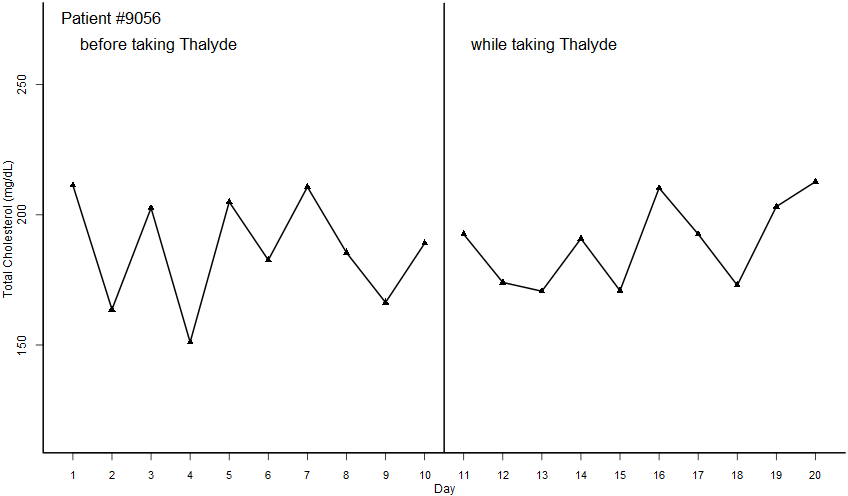 Patient #9056
before taking Thalyde
while taking Thalyde
Total Cholesterol (mg/dL)
250
200
150
1 2 3 4 5 6 7 8 9 10 11 12 13 14 15 16 17 18 19 20
Day